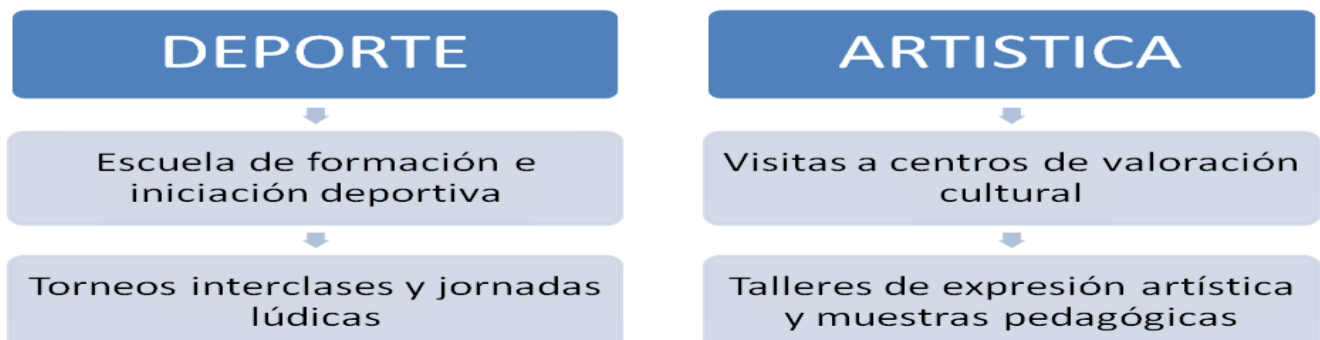 DEPORTE
Escuela de formación e
iniciación deportiva
Torneos interclases y jornadas
lúdicas
ARTISTICA
Visitas a centros de valoración
cultural
Talleres de expresión artística
y muestras pedagógicas